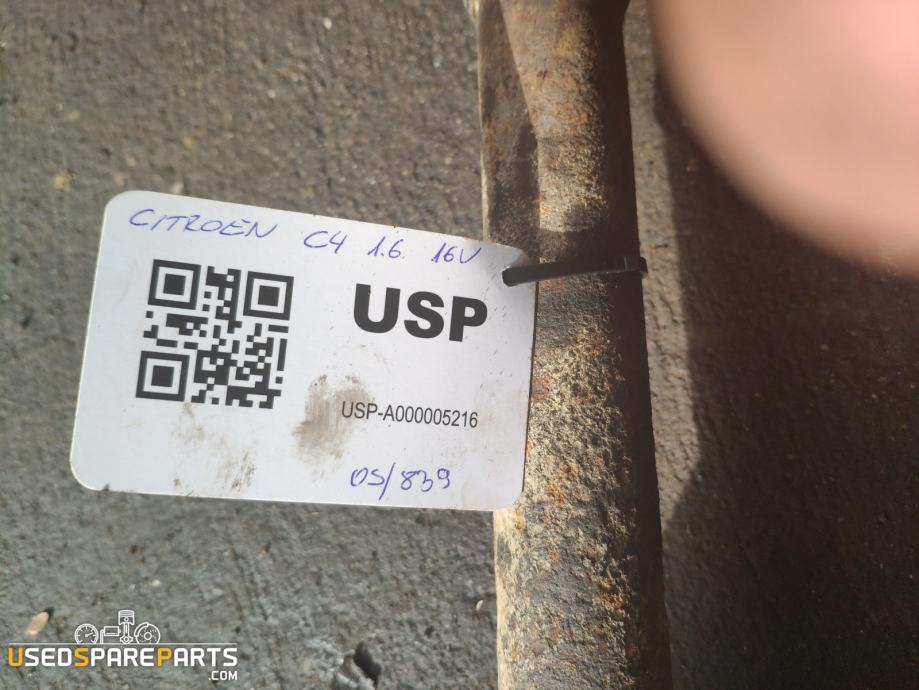 CITROEN C4 1.6 16V
USP
USP-A000005216
05/839
USEDSPAREPARTS
.COM